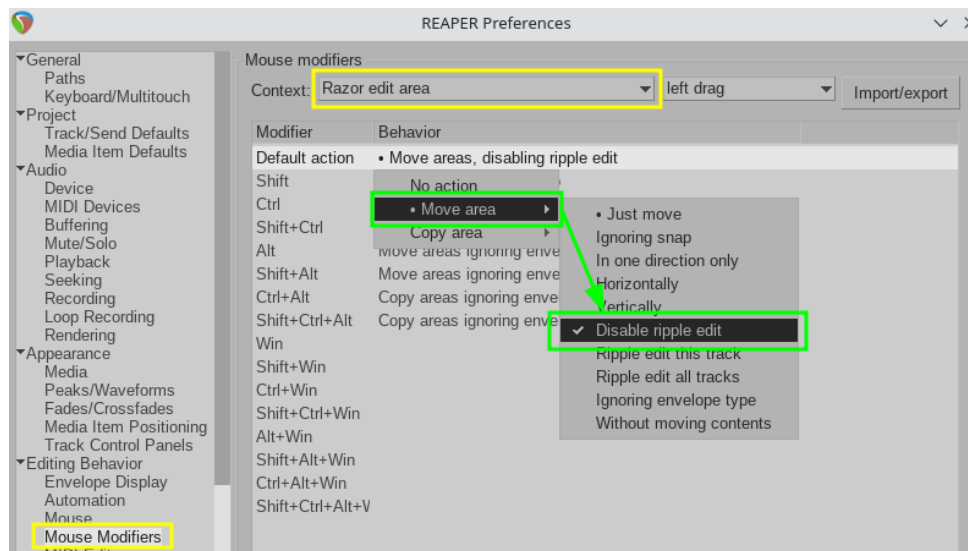 REAPER Preferences
General
Paths
Keyboard/Multitouch
Project
Track/Send Defaults
Media Item Defaults
Audio
Device
MIDI Devices
Buffering
Mute/Solo
Playback
Seeking
Recording
Loop Recording
Rendering
Appearance
Media
Peaks/Waveforms
Fades/Crossfades
Media Item Positioning
Track Control Panels
Editing Behavior
Envelope Display
Automation
Mouse
Mouse Modifiers
Mouse modifiers
Context: Razor edit area left drag Import/export
Modifier Behavior
Default action • Move areas, disabling ripple edit
Shift
Ctrl
Shift+Ctrl
Alt Move areas ignoring enve
Shift+Alt Move areas ignoring enve
Ctrl+Alt Copy areas ignoring enve
Shift+Ctrl+Alt Copy areas ignoring enve
Win
Shift+Win
Ctrl+Win
Shift+Ctrl+Win
Alt+Win
Shift+Alt+Win
Ctrl+Alt+Win
Shift+Ctrl+Alt+W
No action
• Move area
Copy area
• Just move
Ignoring snap
In one direction only
Horizontally
Vertically
✓ Disable ripple edit
Ripple edit this track
Ripple edit all tracks
Ignoring envelope type
Without moving contents